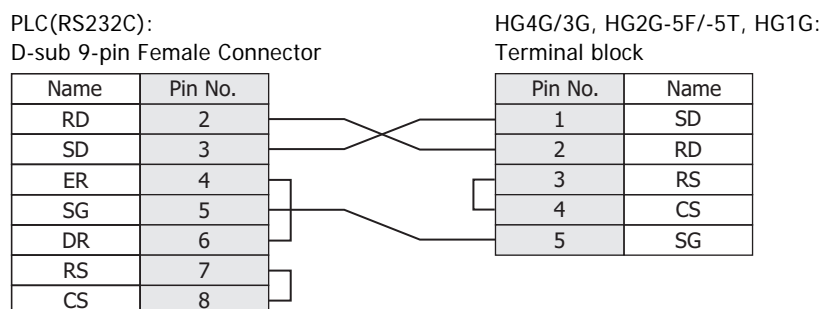 PLC(RS232C):
D-sub 9-pin Female Connector
Name Pin No.
RD 2
SD 3
ER 4
SG 5
DR 6
RS 7
CS 8
HG4G/3G, HG2G-5F/-5T, HG1G:
Terminal block
Pin No. Name
1 SD
2 RD
3 RS
4 CS
5 SG